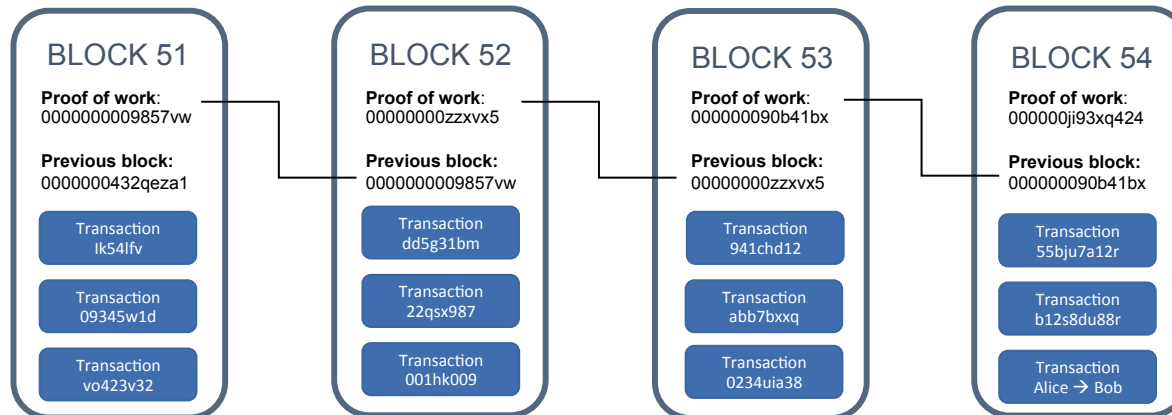 BLOCK 51
Proof of work:
0000000009857vw
Previous block:
0000000432qeza1
Transaction
lk54lfv
Transaction
09345w1d
Transaction
vo423v32
BLOCK 52
Proof of work:
00000000zzxvx5
Previous block:
0000000009857vw
Transaction
dd5g31bm
Transaction
22qsx987
Transaction
001hk009
BLOCK 53
Proof of work:
000000090b41bx
Previous block:
00000000zzxvx5
Transaction
941chd12
Transaction
abb7bxxq
Transaction
0234uia38
BLOCK 54
Proof of work:
000000ji93xq424
Previous block:
000000090b41bx
Transaction
55bju7a12r
Transaction
b12s8du88r
Transaction
Alice → Bob